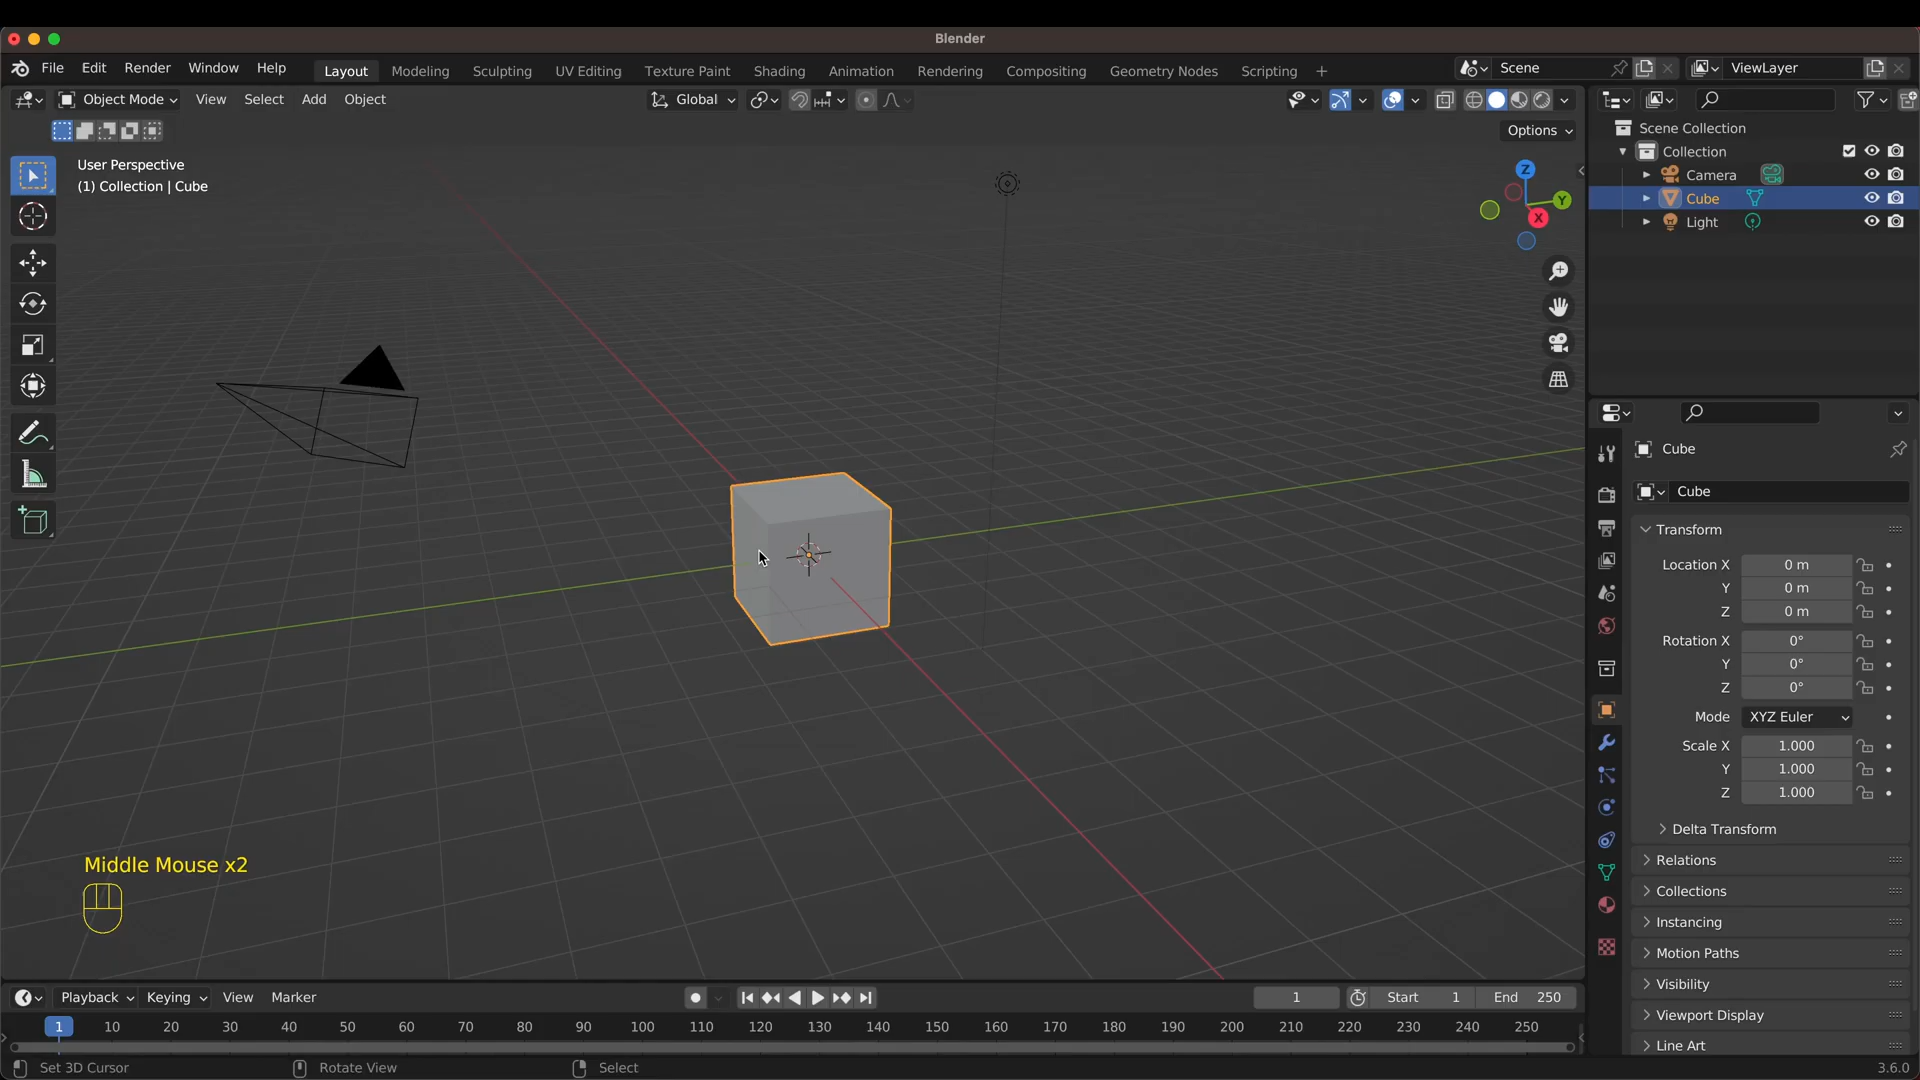 Blender
File Edit Render Window Help Layout Modeling Sculpting UV Editing Texture Paint Shading Animation Rendering Compositing Geometry Nodes Scripting + Scene ViewLayer
Object Mode View Select Add Object Global
Options
User Perspective
(1) Collection | Cube
Z
Y
X
Scene Collection
Collection
Camera
Cube
Light
Cube
Cube
Transform
Location X 0 m
Y 0 m
Z 0 m
Rotation X 0°
Y 0°
Z 0°
Mode XYZ Euler
Scale X 1.000
Y 1.000
Z 1.000
Delta Transform
Relations
Collections
Instancing
Motion Paths
Visibility
Viewport Display
Line Art
Middle Mouse x2
Playback Keying View Marker 1 Start 1 End 250
1 10 20 30 40 50 60 70 80 90 100 110 120 130 140 150 160 170 180 190 200 210 220 230 240 250
Set 3D Cursor Rotate View Select 3.6.0